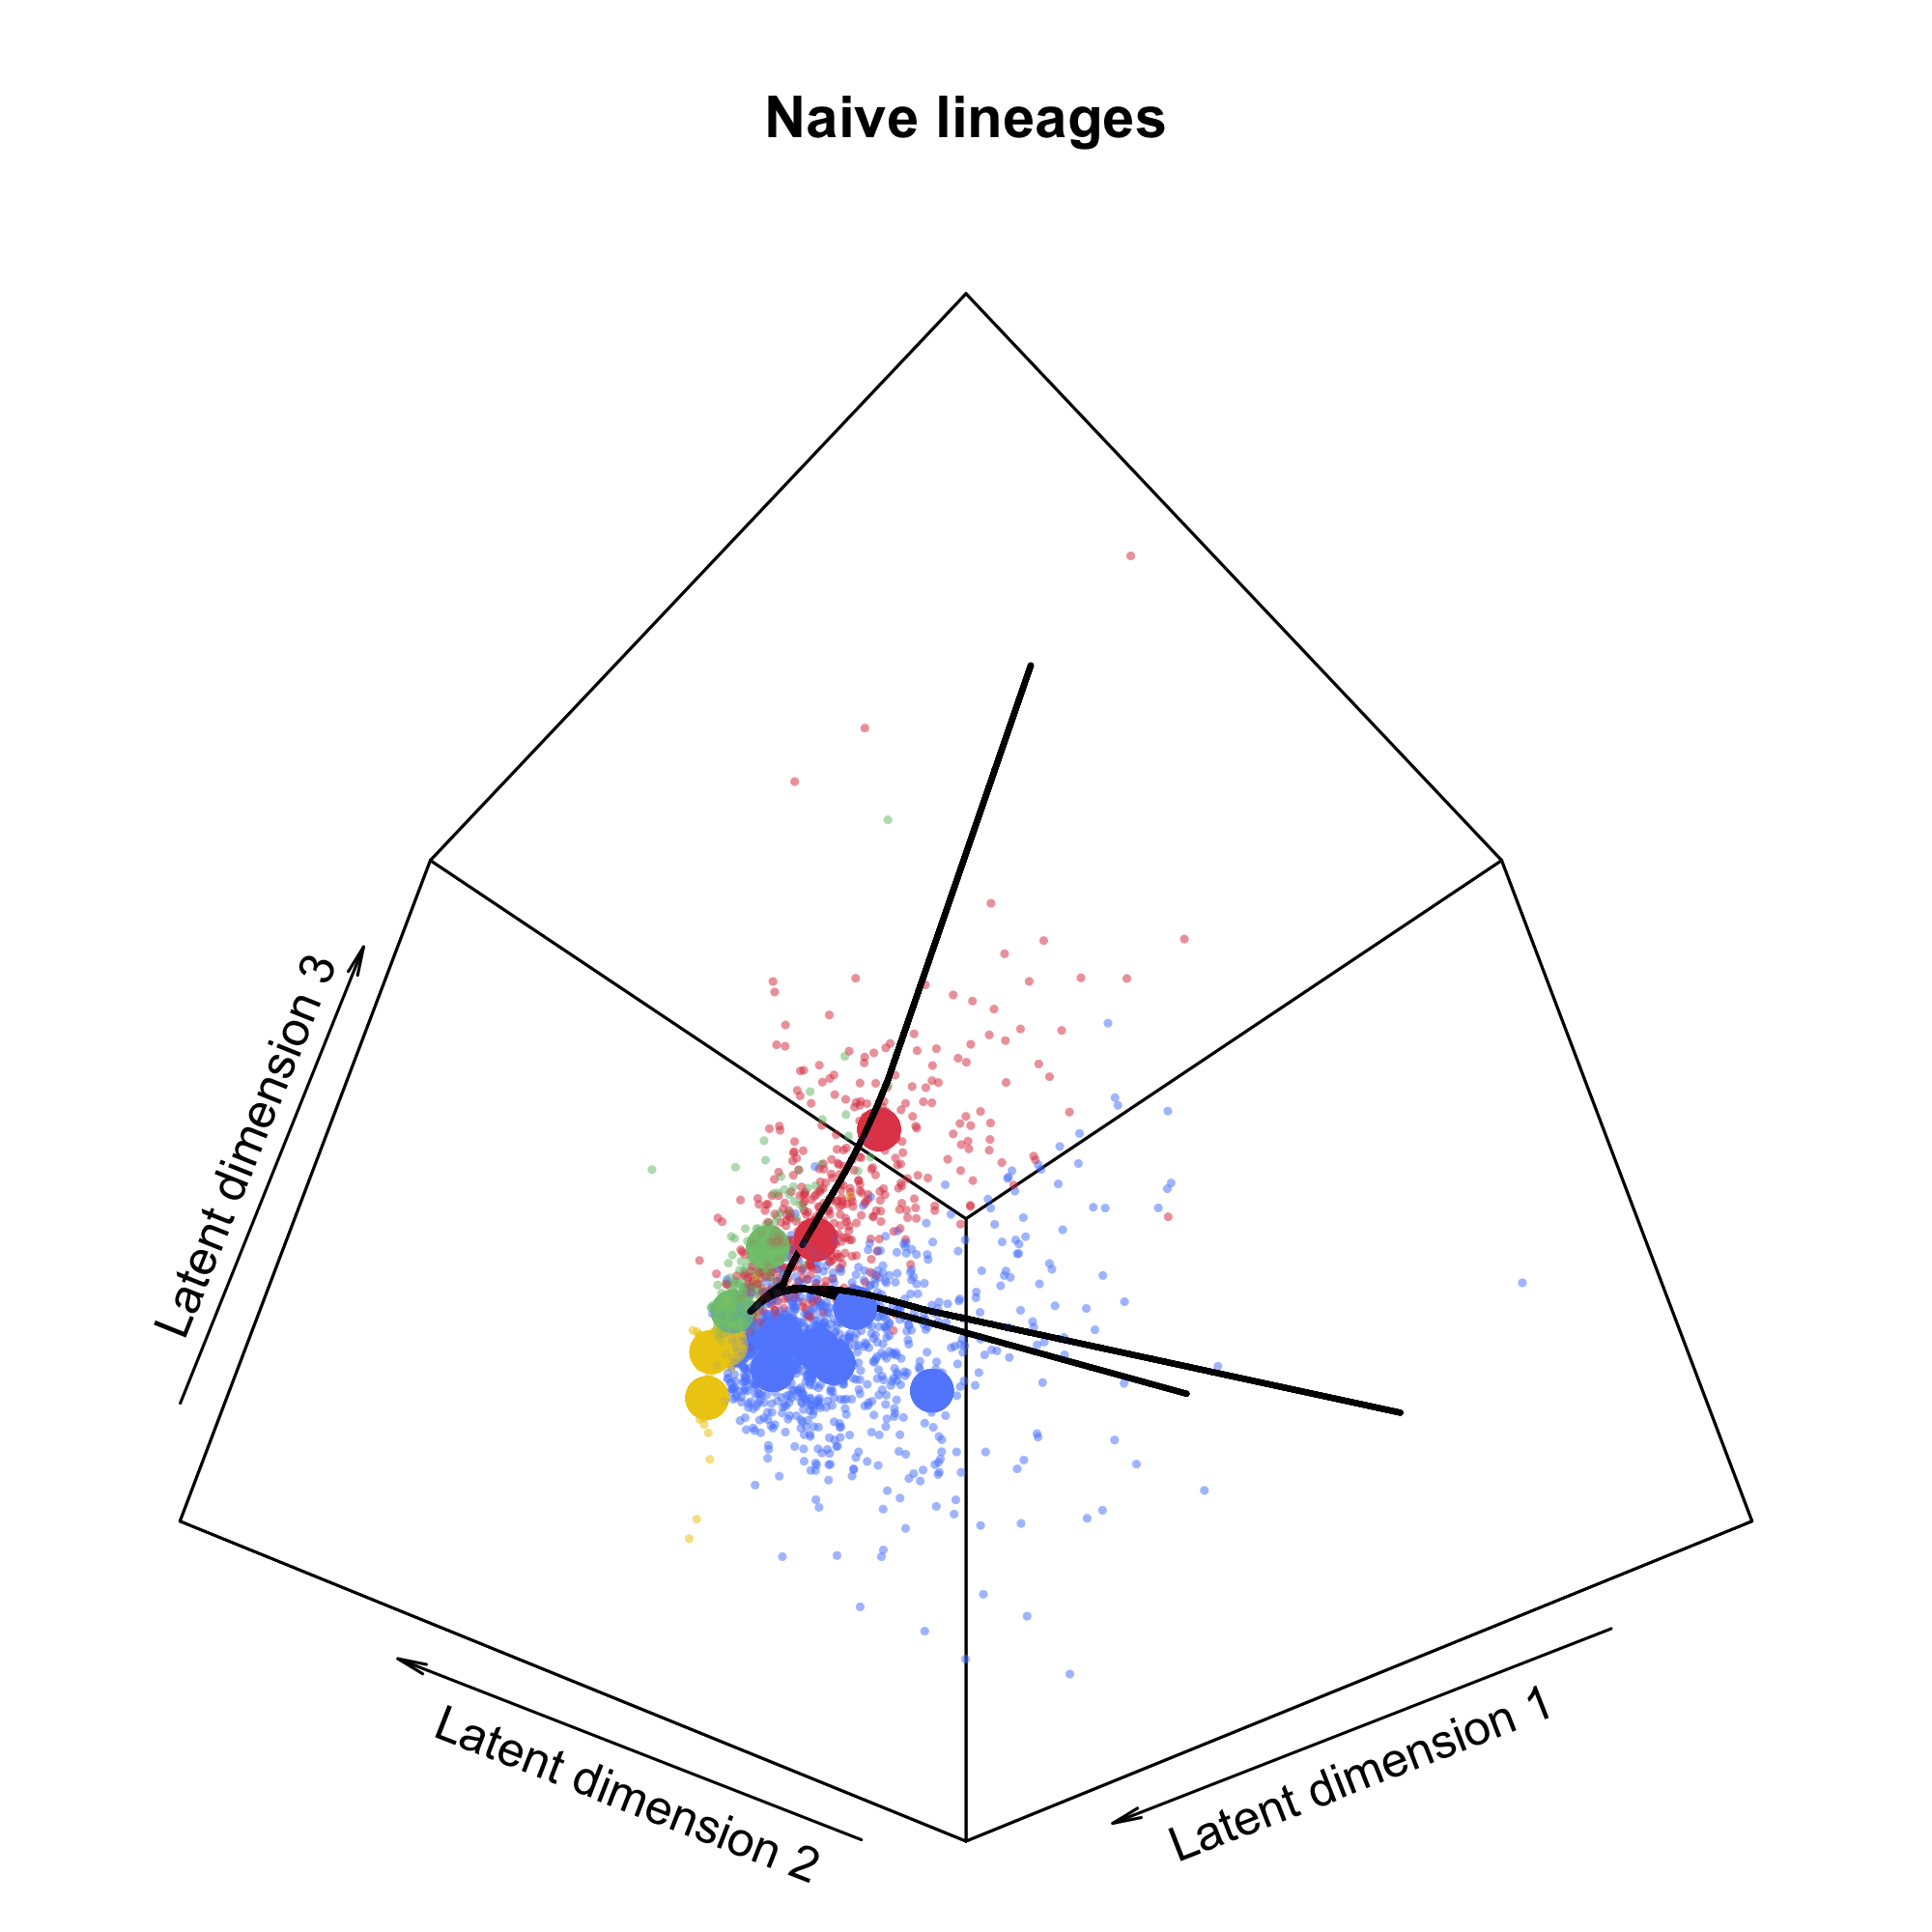 Naive lineages
Latent dimension 3
Latent dimension 2
Latent dimension 1